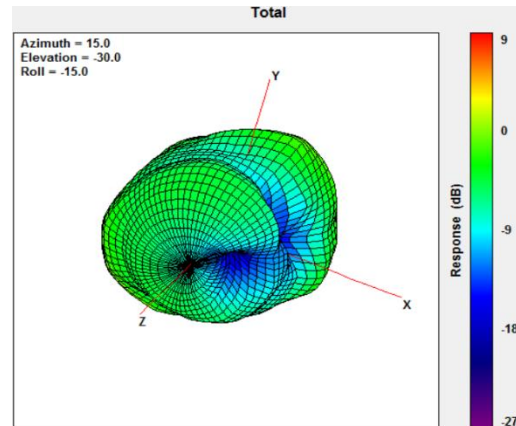 Total
Azimuth = 15.0
Elevation = -30.0
Roll = -15.0
Y
X
Z
9
0
-9
-18
-27
Response (dB)